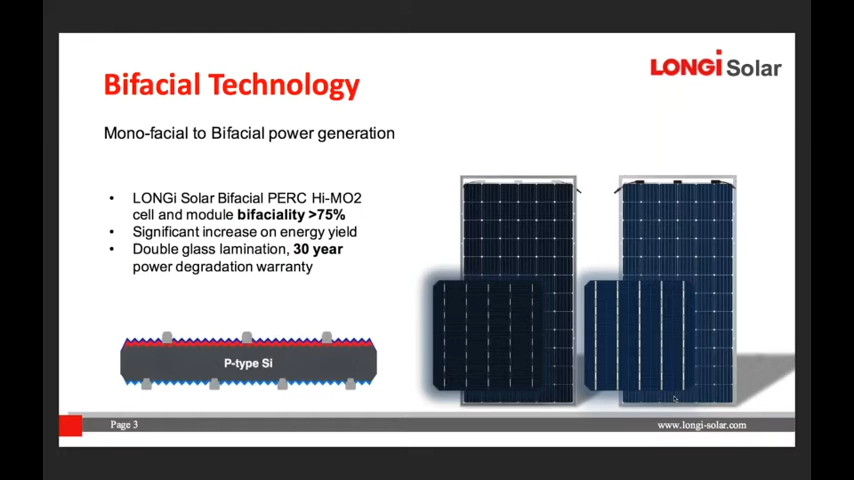 LONGi Solar
Bifacial Technology
Mono-facial to Bifacial power generation
• LONGi Solar Bifacial PERC Hi-MO2
cell and module bifaciality >75%
• Significant increase on energy yield
• Double glass lamination, 30 year
power degradation warranty
P-type Si
Page 3
www.longi-solar.com